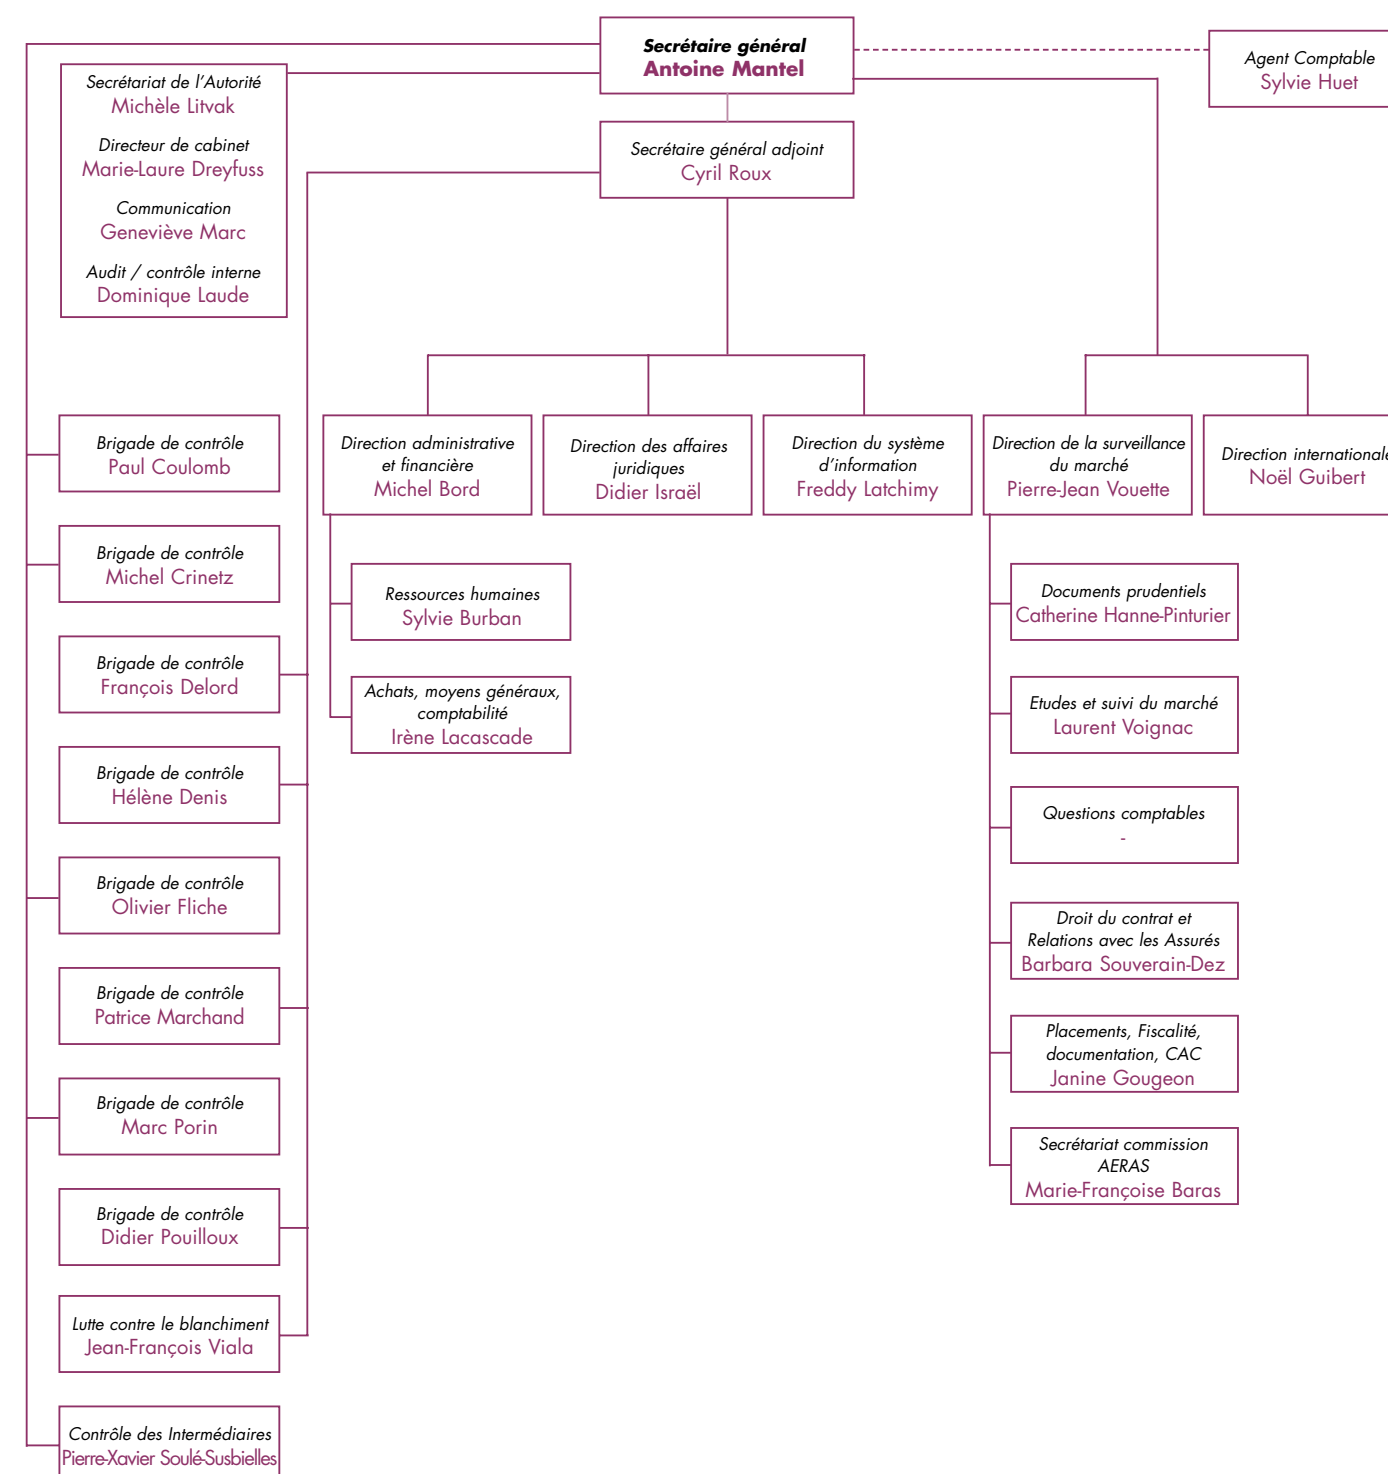 Secrétaire général
Antoine Mantel
Agent Comptable
Sylvie Huet
Secrétariat de l'Autorité
Michèle Litvak
Directeur de cabinet
Marie-Laure Dreyfuss
Communication
Geneviève Marc
Audit / contrôle interne
Dominique Laude
Secrétaire général adjoint
Cyril Roux
Brigade de contrôle
Paul Coulomb
Brigade de contrôle
Michel Crinetz
Brigade de contrôle
François Delord
Brigade de contrôle
Hélène Denis
Brigade de contrôle
Olivier Fliche
Brigade de contrôle
Patrice Marchand
Brigade de contrôle
Marc Porin
Brigade de contrôle
Didier Pouilloux
Lutte contre le blanchiment
Jean-François Viala
Contrôle des Intermédiaires
Pierre-Xavier Soulé-Susbielles
Direction administrative
et financière
Michel Bord
Ressources humaines
Sylvie Burban
Achats, moyens généraux,
comptabilité
Irène Lacascade
Direction des affaires
juridiques
Didier Israël
Direction du système
d'information
Freddy Latchimy
Direction de la surveillance
du marché
Pierre-Jean Vouette
Documents prudentiels
Catherine Hanne-Pinturier
Etudes et suivi du marché
Laurent Voignac
Questions comptables
-
Droit du contrat et
Relations avec les Assurés
Barbara Souverain-Dez
Placements, Fiscalité,
documentation, CAC
Janine Gougeon
Secrétariat commission
AERAS
Marie-Françoise Baras
Direction internationale
Noël Guibert